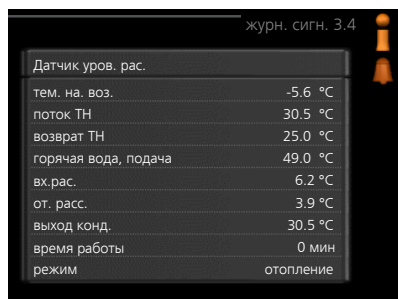 журн. сигн. 3.4
Датчик уров. рас.
тем. на. воз. -5.6 °C
поток ТН 30.5 °C
возврат ТН 25.0 °C
горячая вода, подача 49.0 °C
вх.рас. 6.2 °C
от. расс. 3.9 °C
выход конд. 30.5 °C
время работы 0 мин
режим отопление